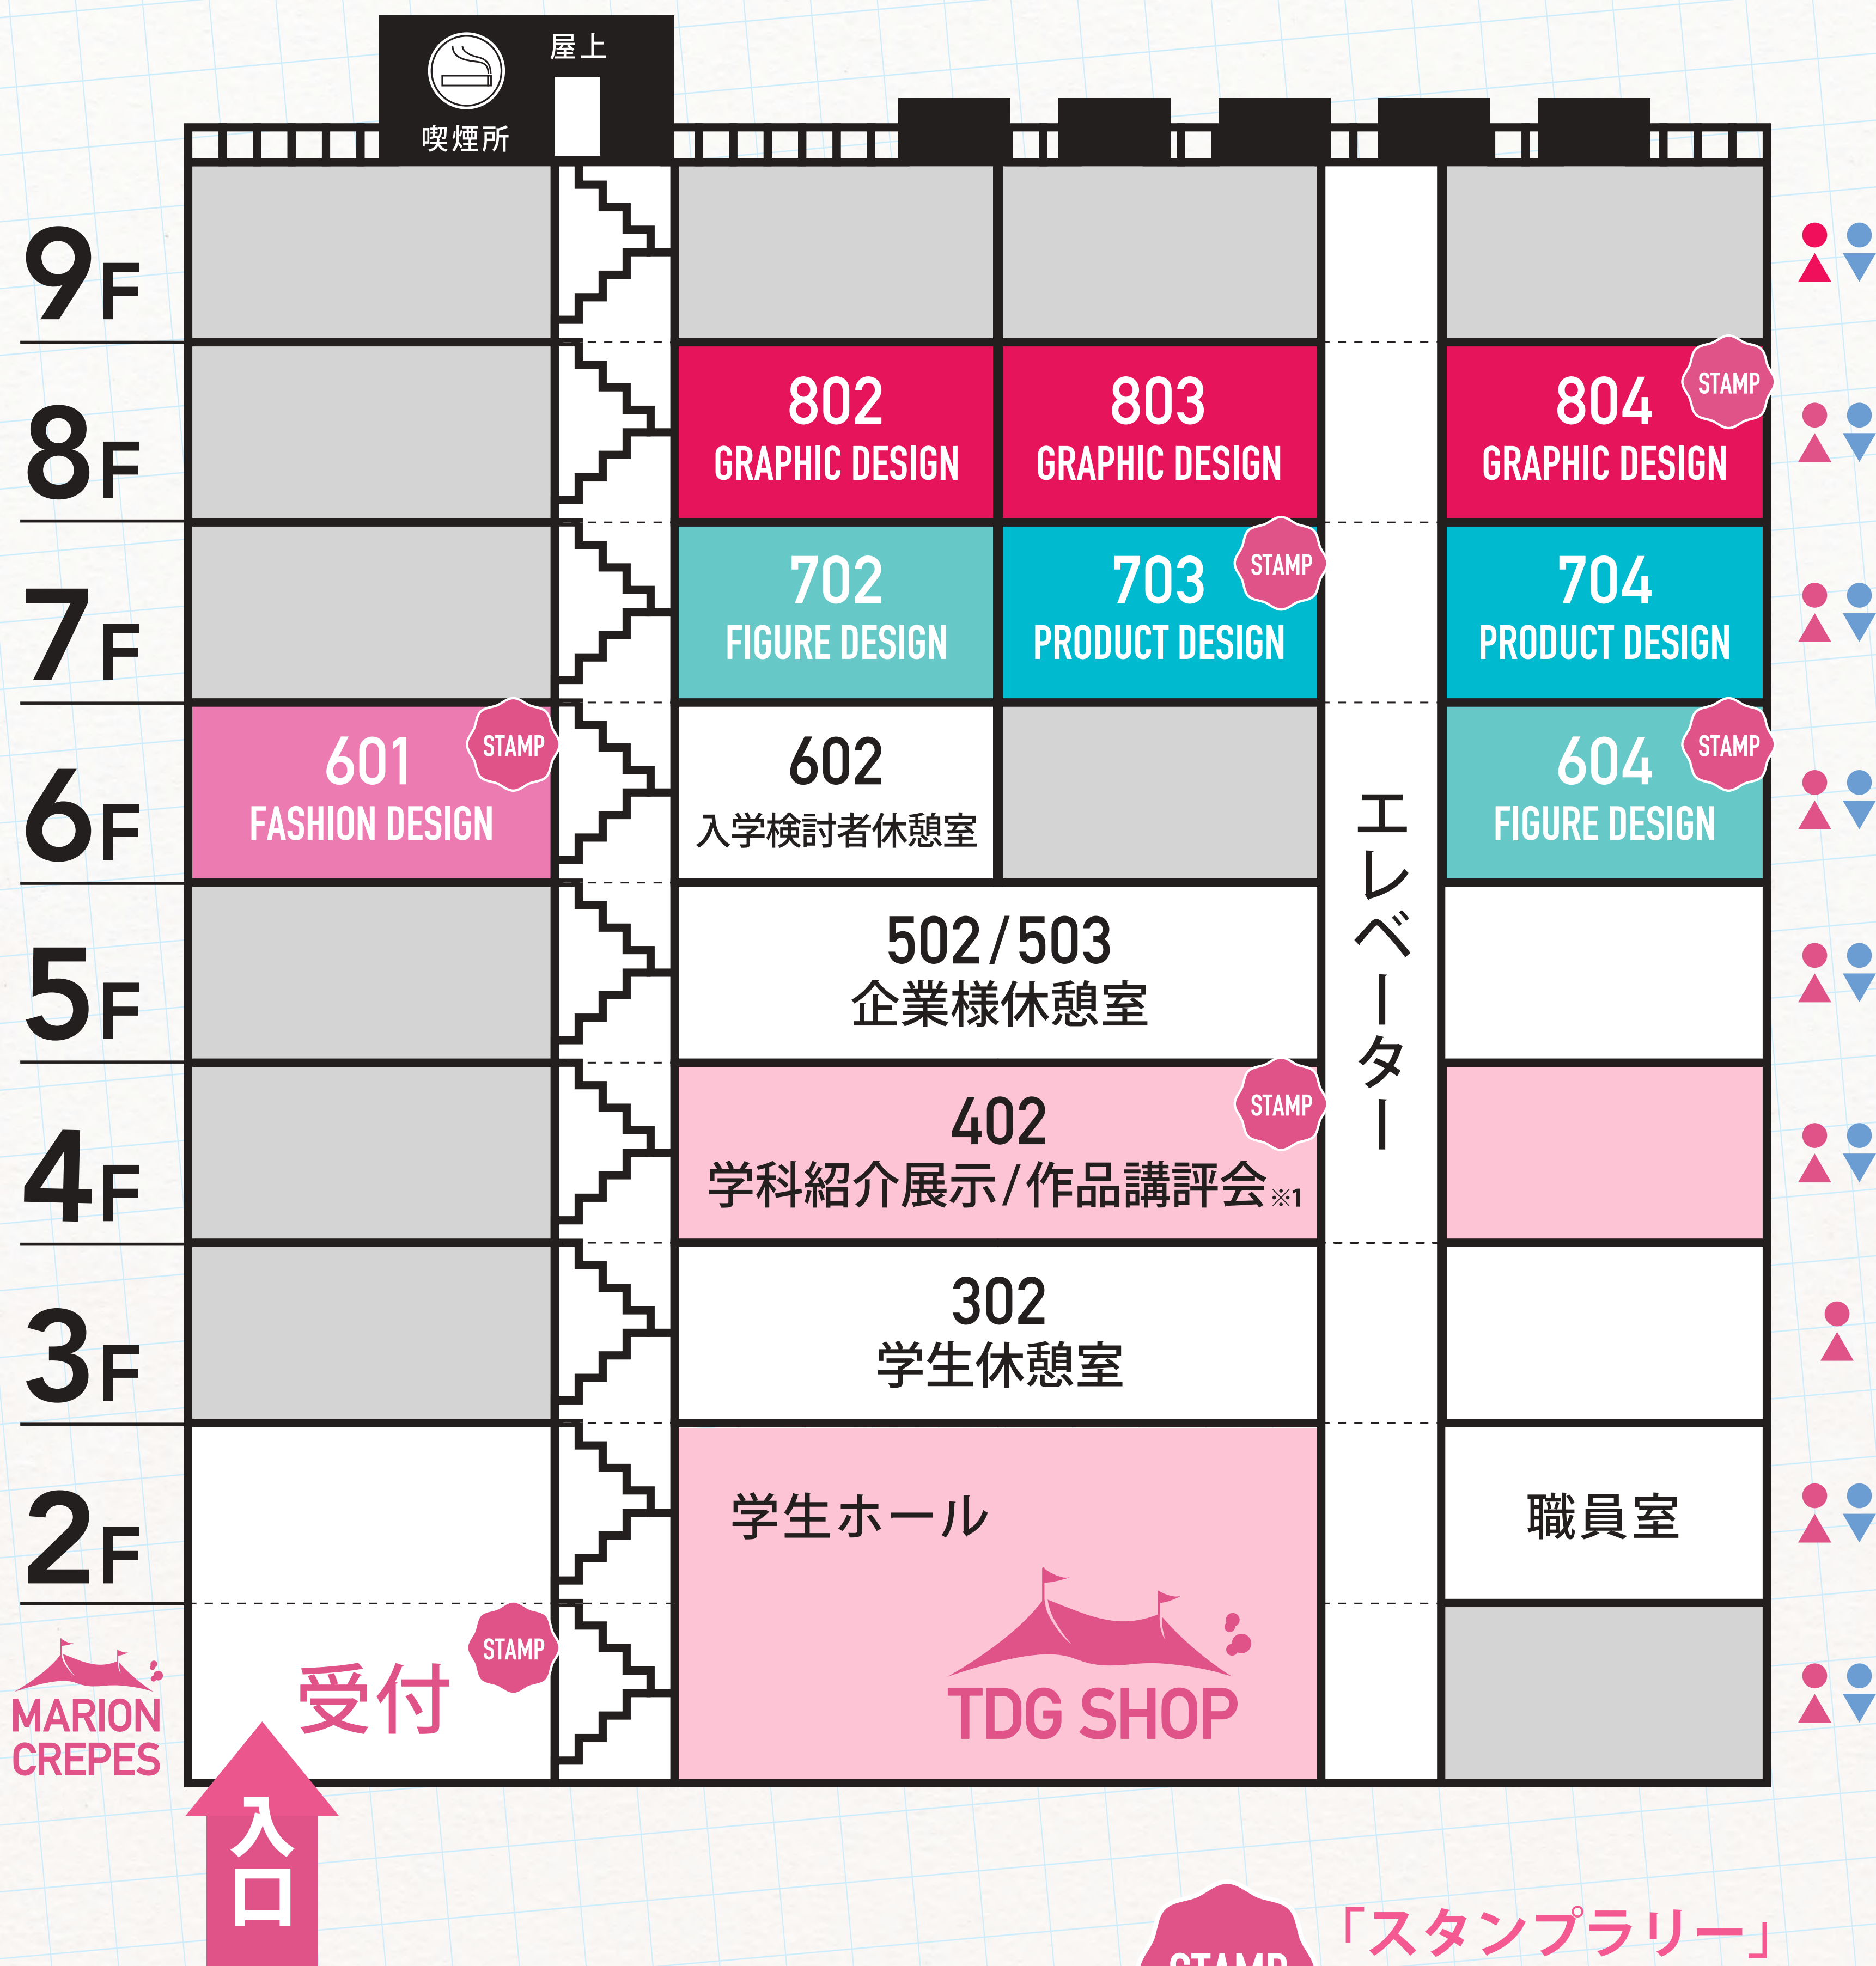 屋上
喫煙所
9F
8F
802
GRAPHIC DESIGN
803
GRAPHIC DESIGN
804
GRAPHIC DESIGN
STAMP
7F
702
FIGURE DESIGN
703
PRODUCT DESIGN
STAMP
704
PRODUCT DESIGN
6F
601
FASHION DESIGN
STAMP
602
入学検討者休憩室
604
FIGURE DESIGN
STAMP
エレベーター
5F
502/503
企業様休憩室
4F
402
学科紹介展示/作品講評会※1
STAMP
3F
302
学生休憩室
2F
学生ホール
職員室
MARION
CREPES
受付
STAMP
TDG SHOP
入口
STAMP
「スタンプラリー」